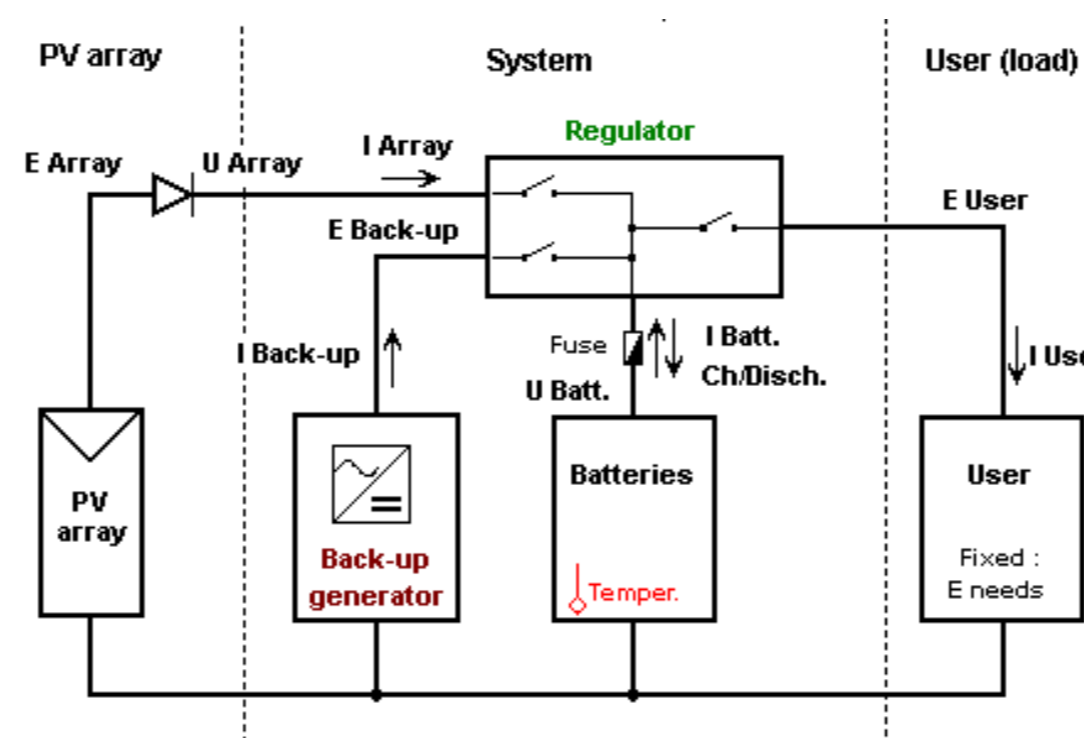 PV array
System
User (load)
Regulator
I Array
E Array
U Array
E User
E Back-up
I Back-up
Fuse
I Batt.
Ch/Disch.
U Batt.
I Use
PV
array
Batteries
User
Back-up
generator
Temper.
Fixed :
E needs